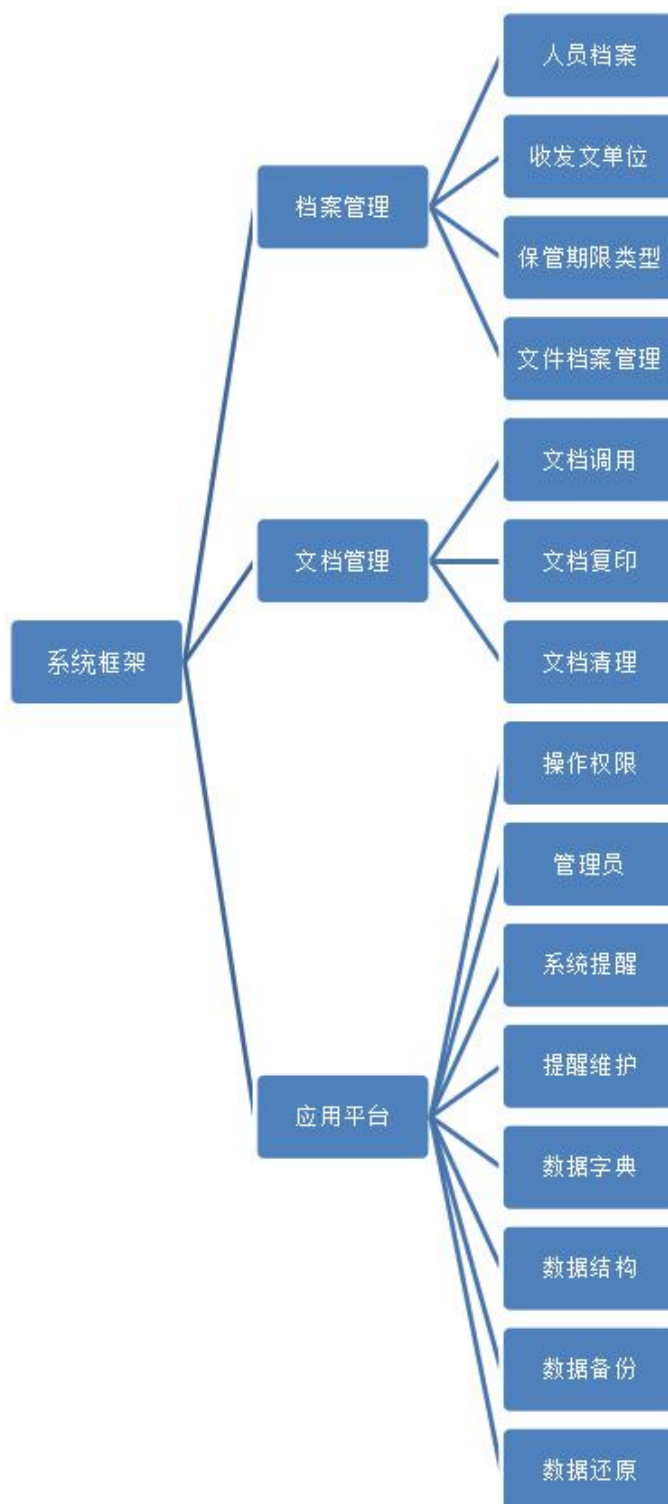 系统框架
档案管理
人员档案
收发文单位
保管期限类型
文件档案管理
文档管理
文档调用
文档复印
文档清理
应用平台
操作权限
管理员
系统提醒
提醒维护
数据字典
数据结构
数据备份
数据还原